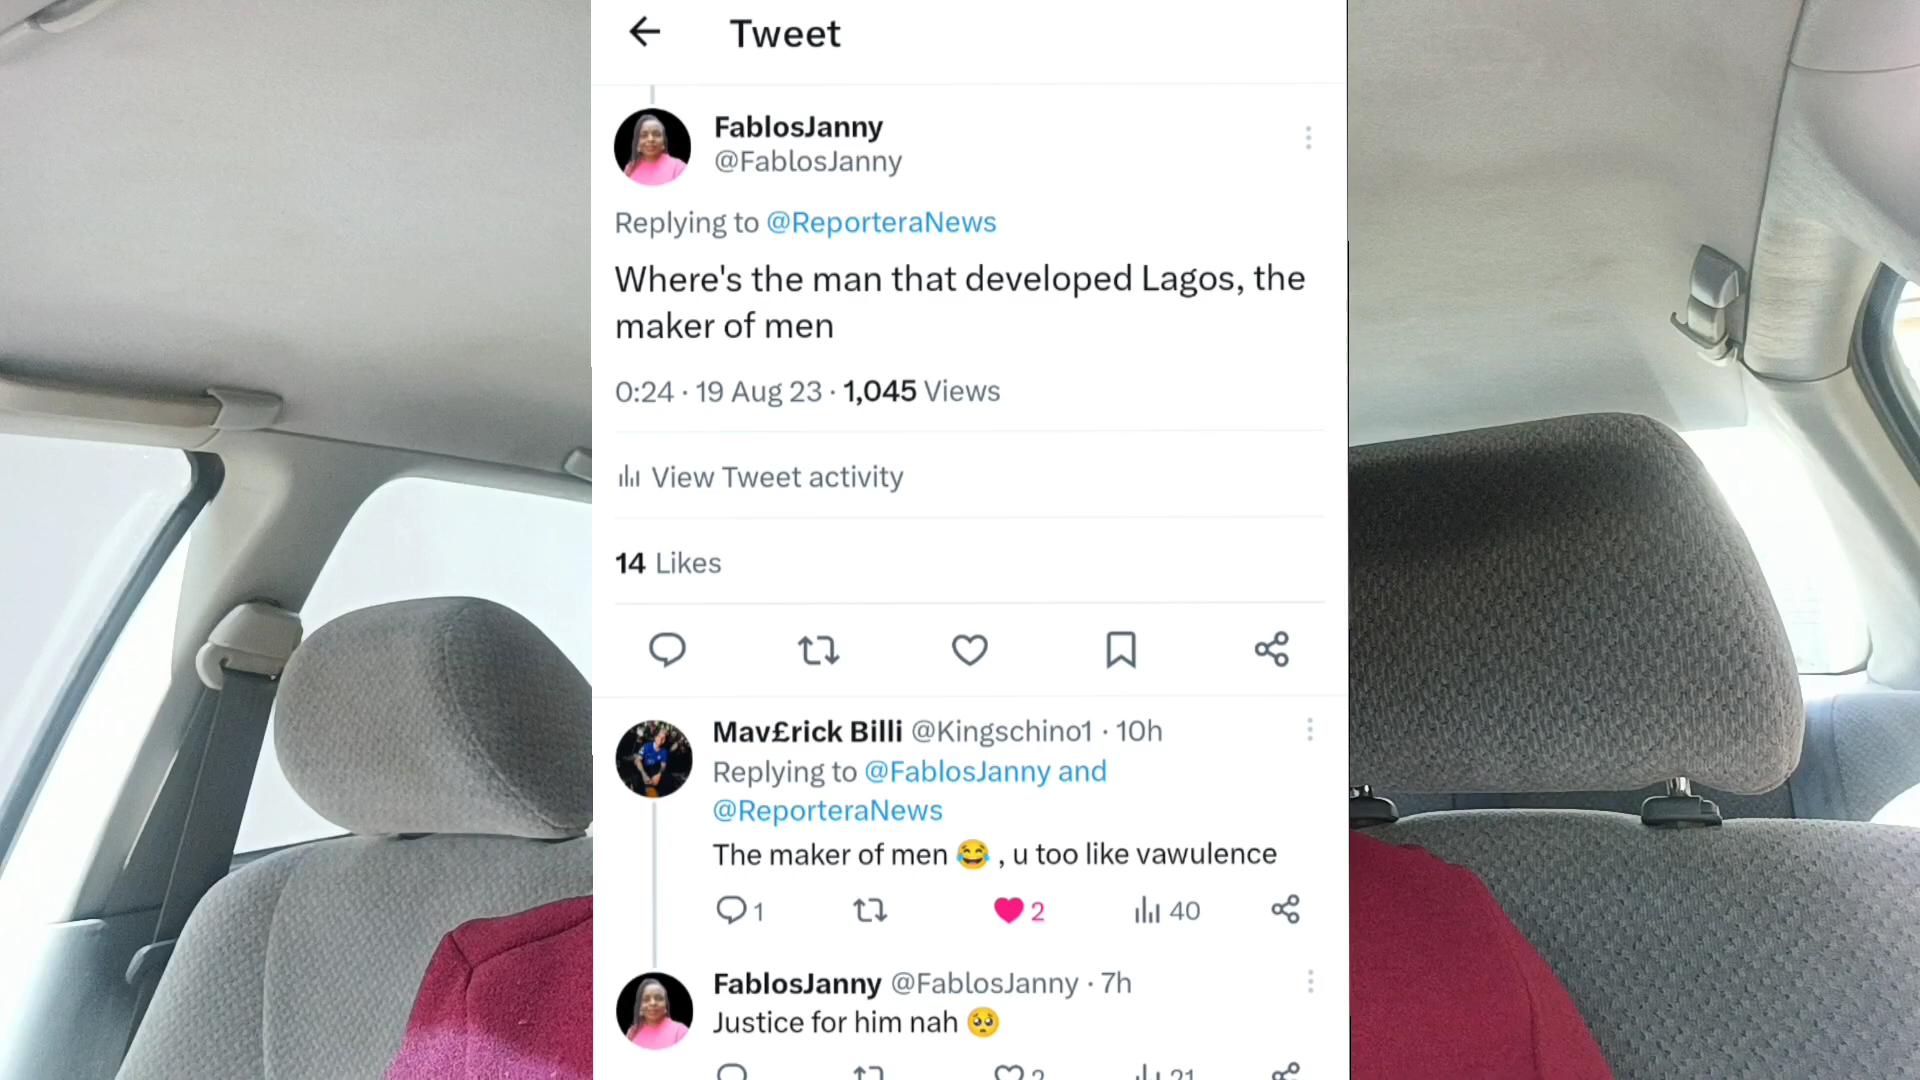 Tweet
FablosJanny
@FablosJanny
Replying to @ReporteraNews
Where's the man that developed Lagos, the
maker of men
0:24 · 19 Aug 23 · 1,045 Views
View Tweet activity
14 Likes
Mav£rick Billi @Kingschino1 · 10h
Replying to @FablosJanny and
@ReporteraNews
The maker of men 😂 , u too like vawulence
1 2 40
FablosJanny @FablosJanny · 7h
Justice for him nah 🥺
2 21